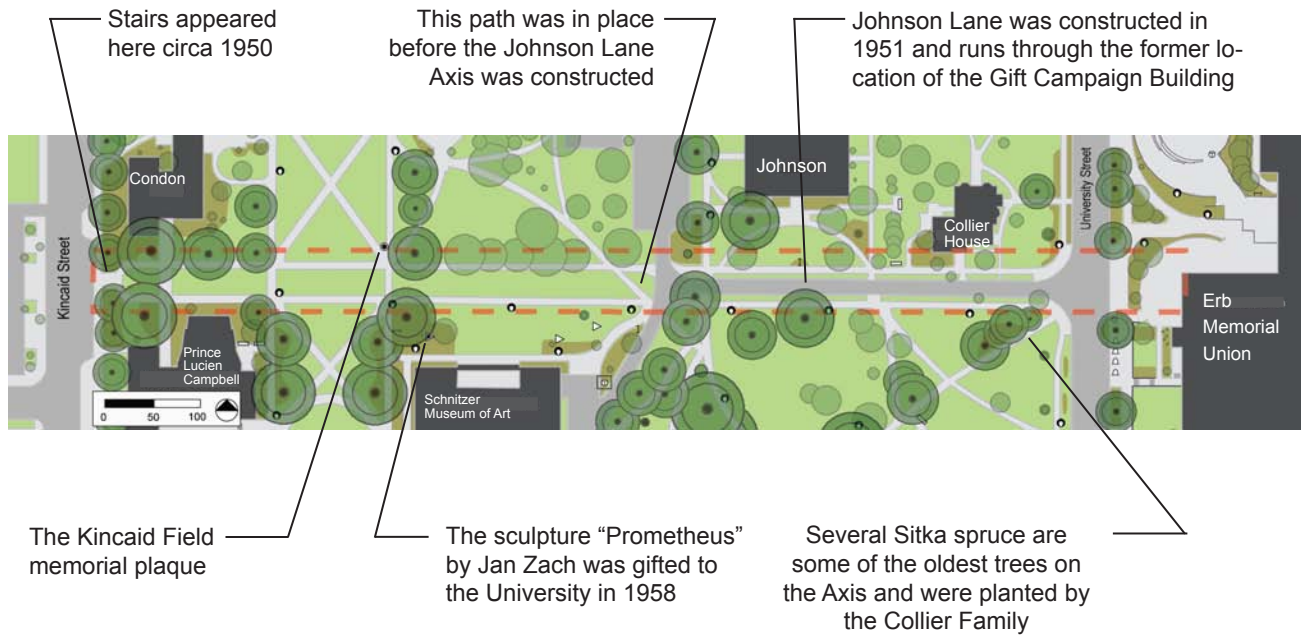 Stairs appeared
here circa 1950
This path was in place
before the Johnson Lane
Axis was constructed
Johnson Lane was constructed in
1951 and runs through the former lo-
cation of the Gift Campaign Building
Condon
Johnson
Collier
House
University Street
Kincaid Street
Erb
Memorial
Union
Prince
Lucien
Campbell
Schnitzer
Museum of Art
0 50 100
The Kincaid Field
memorial plaque
The sculpture “Prometheus”
by Jan Zach was gifted to
the University in 1958
Several Sitka spruce are
some of the oldest trees on
the Axis and were planted by
the Collier Family